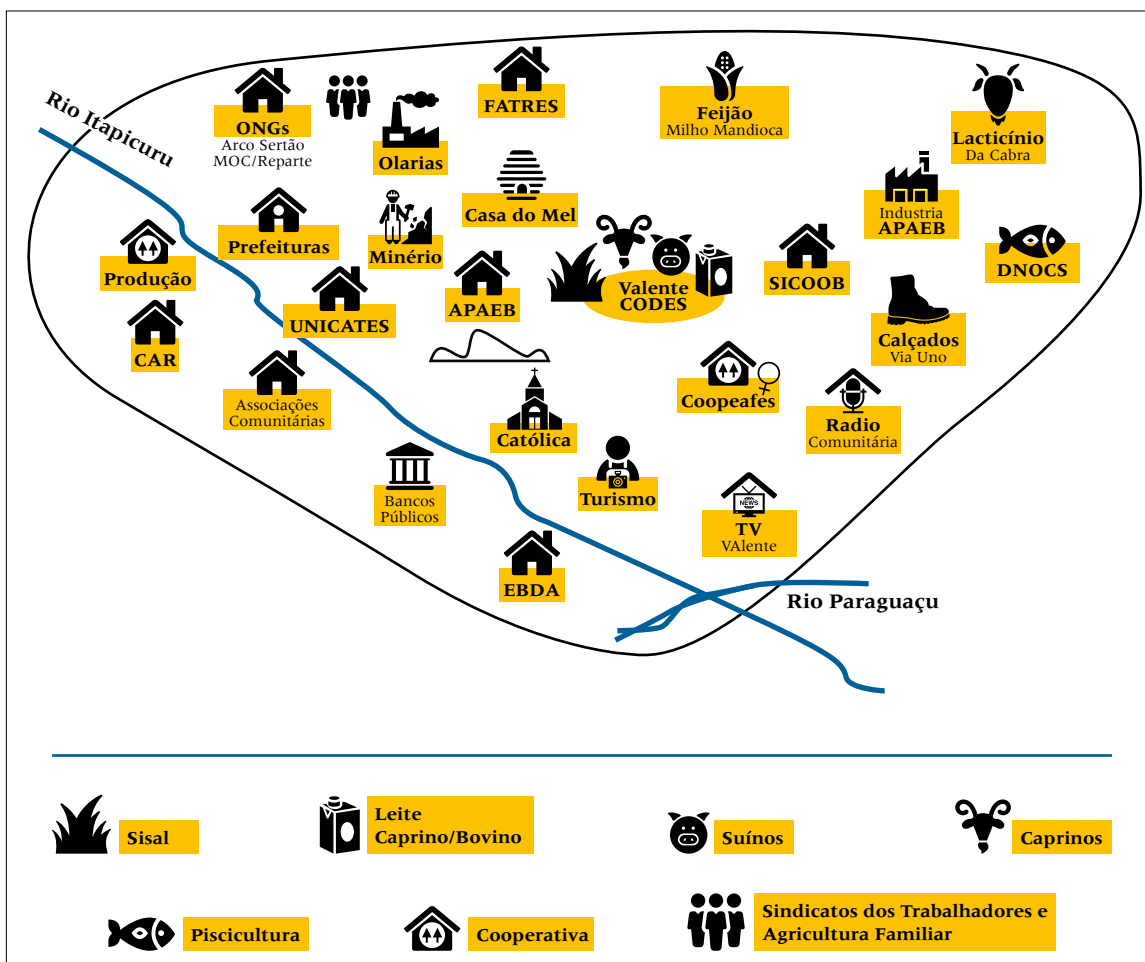 Rio Itapicuru
ONGs
Arco Sertão
MOC/Reparte
Olarias
FATRES
Feijão
Milho Mandioca
Lacticínio
Da Cabra
Produção
Prefeituras
Minério
Casa do Mel
Industria
APAEB
DNOCS
CAR
UNICATES
APAEB
Valente
CODES
SICOOB
Calçados
Via Uno
Associações
Comunitárias
Católica
Coopeafes
Radio
Comunitária
Bancos
Públicos
Turismo
NEWS
TV
VAlente
EBDA
Rio Paraguaçu
Sisal
Leite
Caprino/Bovino
Suínos
Caprinos
Piscicultura
Cooperativa
Sindicatos dos Trabalhadores e
Agricultura Familiar